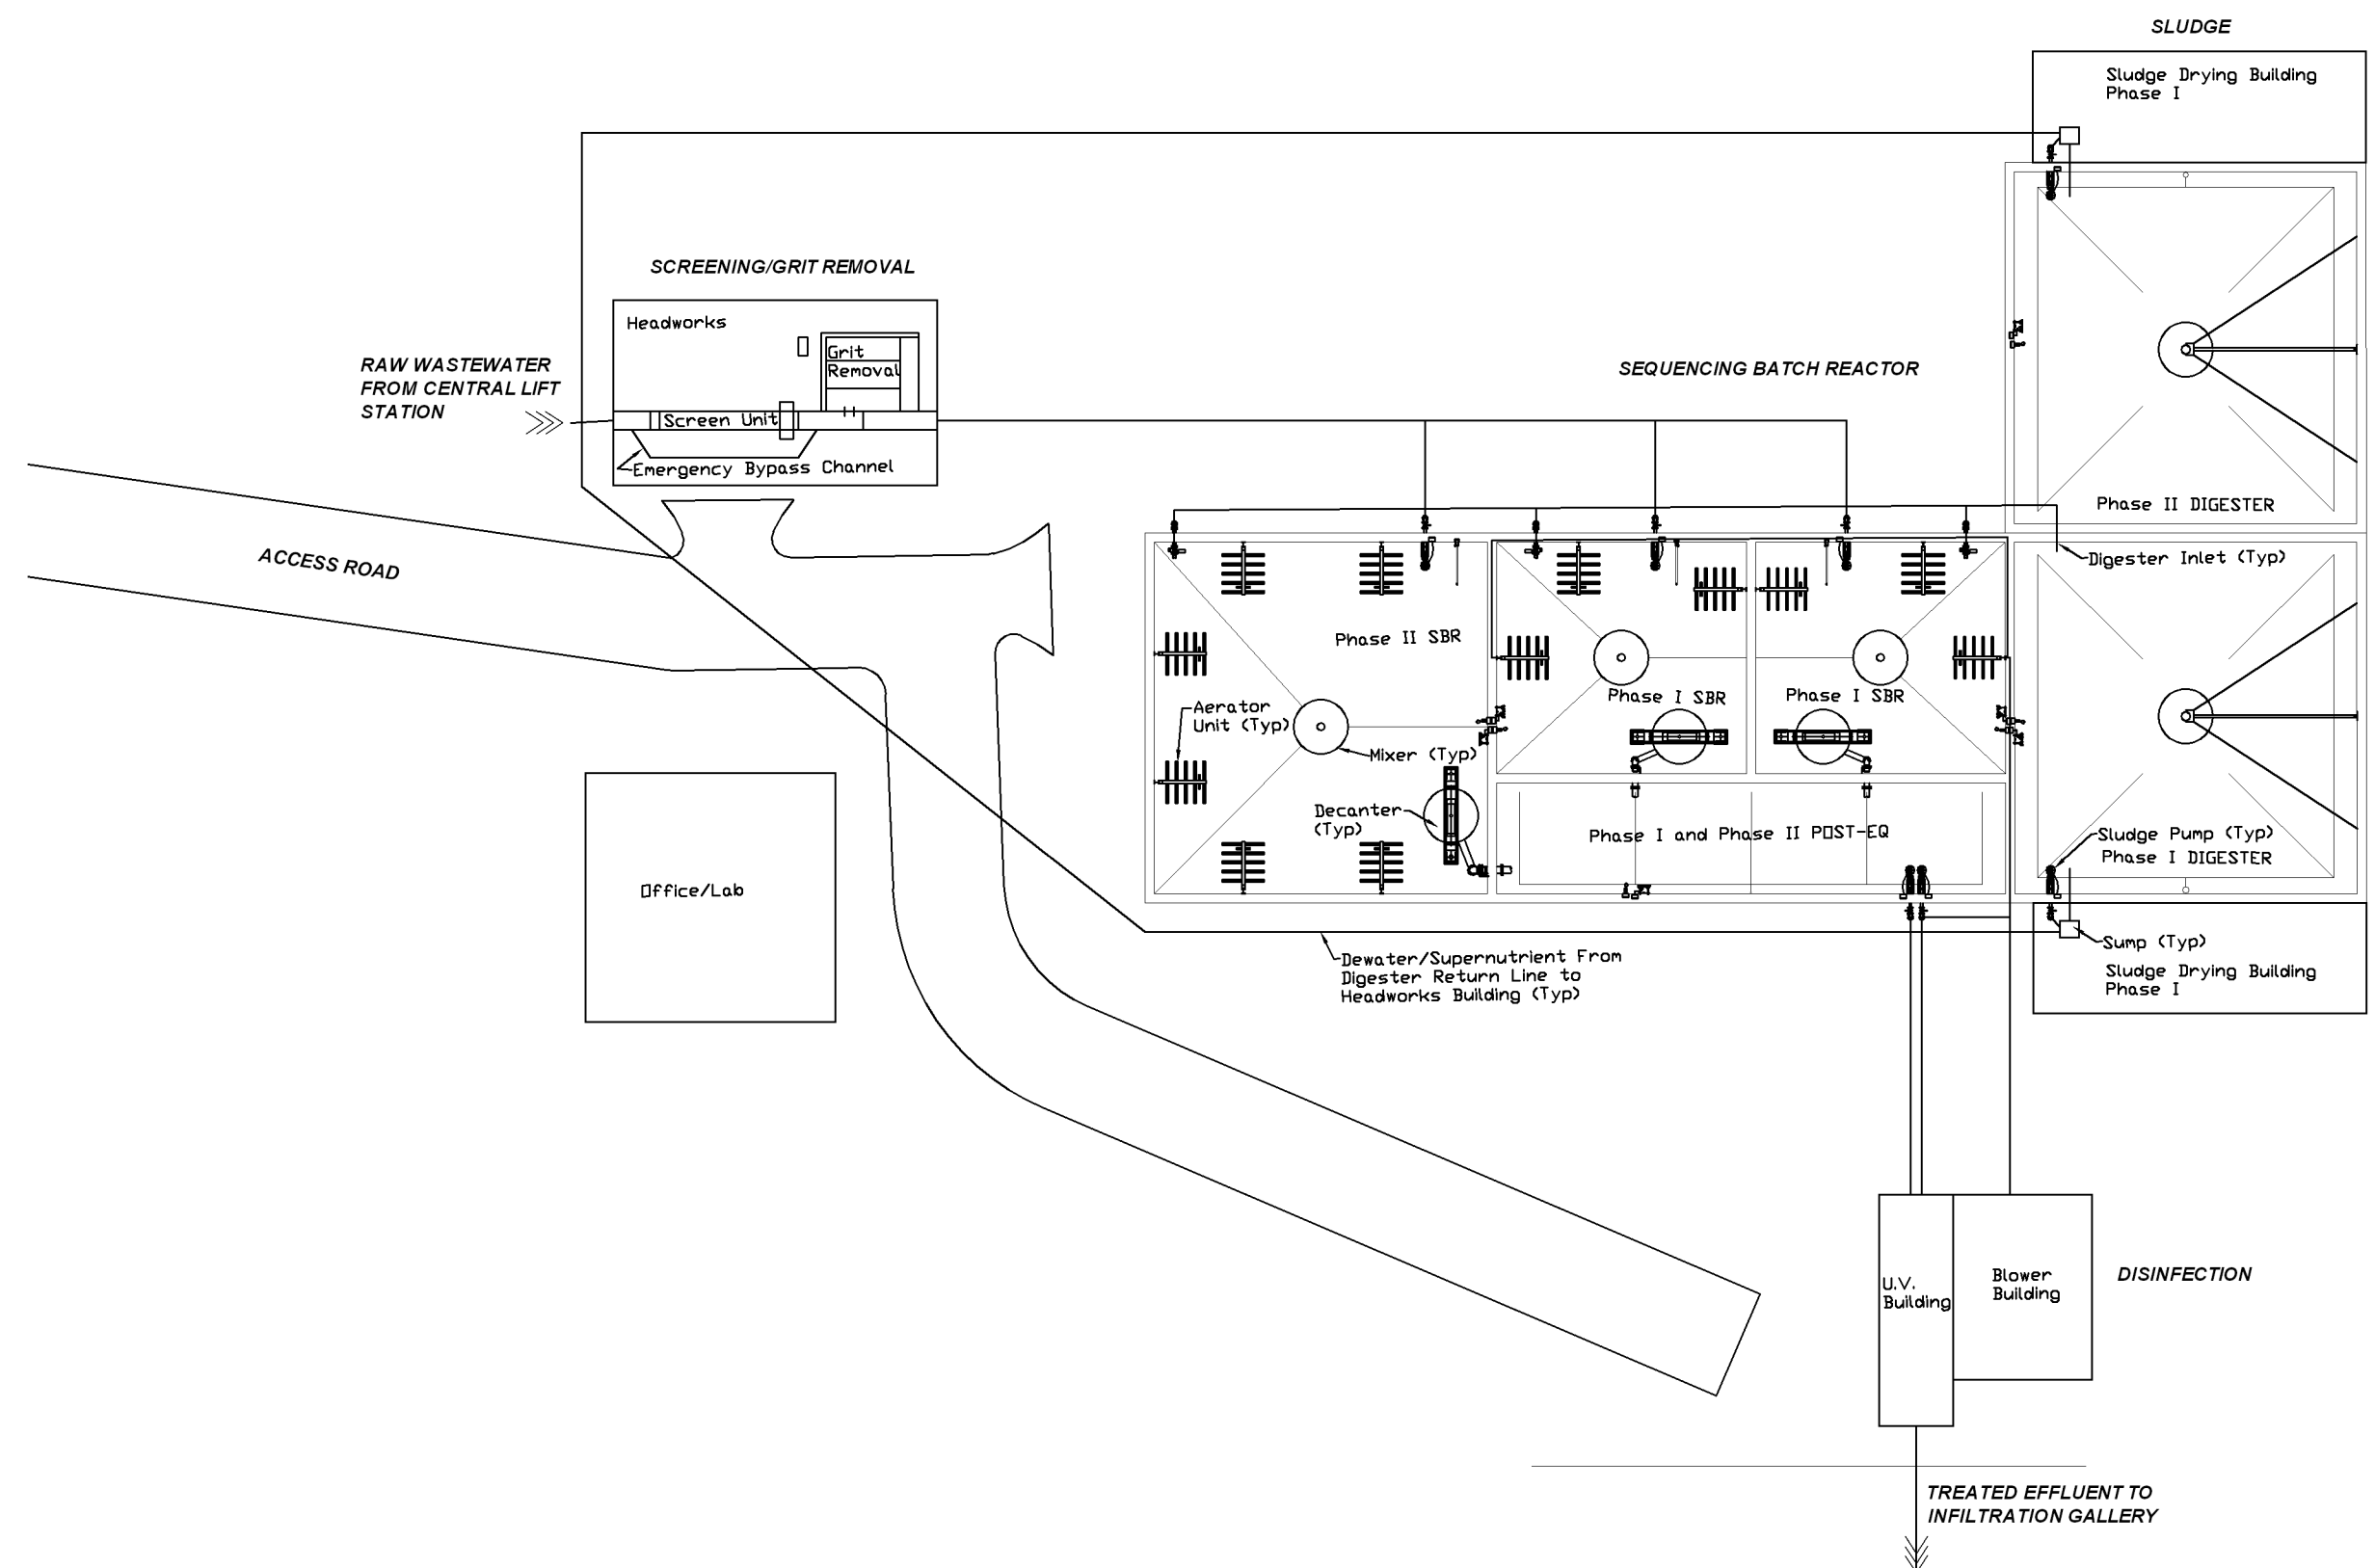 SLUDGE
Sludge Drying Building
Phase I
SCREENING/GRIT REMOVAL
Headworks
Grit
Removal
RAW WASTEWATER
FROM CENTRAL LIFT
STATION
Screen Unit
Emergency Bypass Channel
SEQUENCING BATCH REACTOR
Phase II DIGESTER
ACCESS ROAD
Digester Inlet (Typ)
Phase II SBR
Phase I SBR
Phase I SBR
Aerator
Unit (Typ)
Mixer (Typ)
Decanter
(Typ)
Phase I and Phase II POST-EQ
Sludge Pump (Typ)
Phase I DIGESTER
Office/Lab
Sump (Typ)
Dewater/Supernutrient From
Digester Return Line to
Headworks Building (Typ)
Sludge Drying Building
Phase I
U.V.
Building
Blower
Building
DISINFECTION
TREATED EFFLUENT TO
INFILTRATION GALLERY